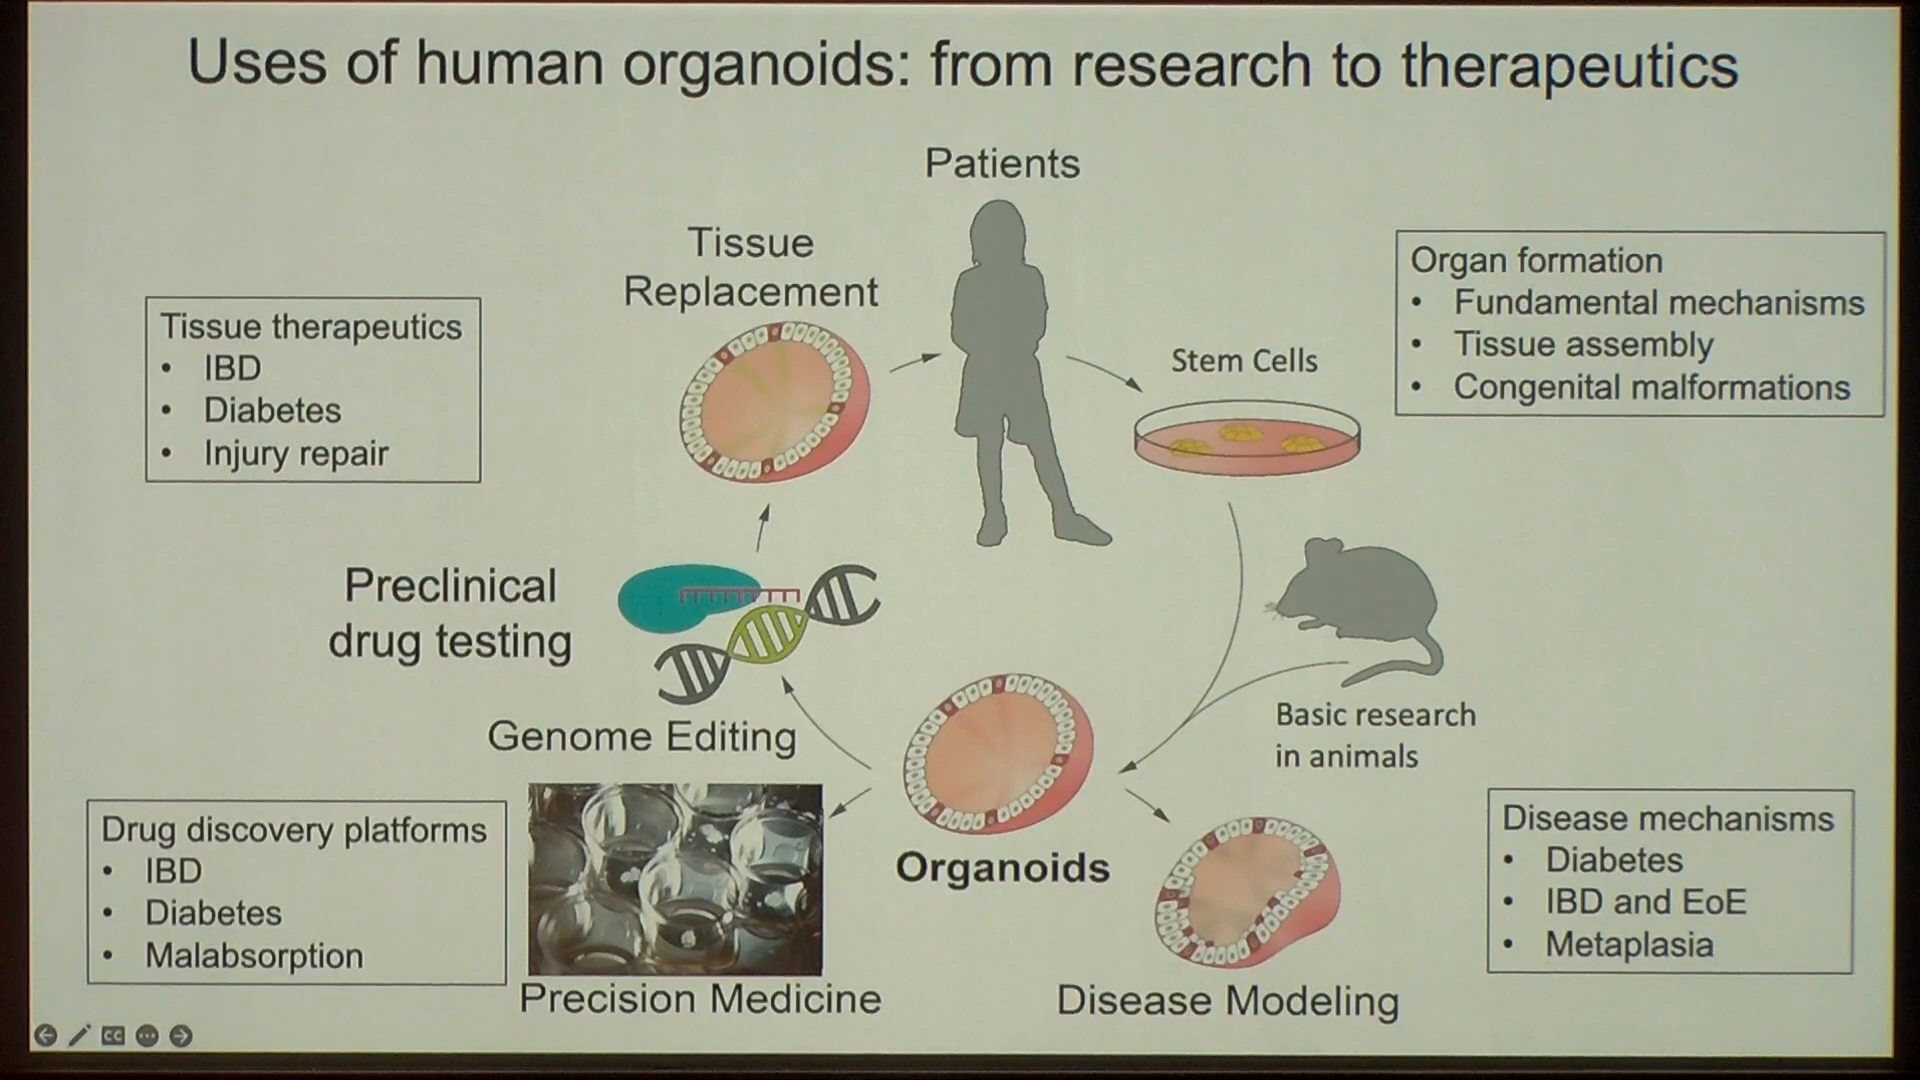 Uses of human organoids: from research to therapeutics
Patients
Tissue
Replacement
Organ formation
• Fundamental mechanisms
• Tissue assembly
• Congenital malformations
Tissue therapeutics
• IBD
• Diabetes
• Injury repair
Stem Cells
Preclinical
drug testing
Genome Editing
Basic research
in animals
Drug discovery platforms
• IBD
• Diabetes
• Malabsorption
Organoids
Disease mechanisms
• Diabetes
• IBD and EoE
• Metaplasia
Precision Medicine
Disease Modeling
CC